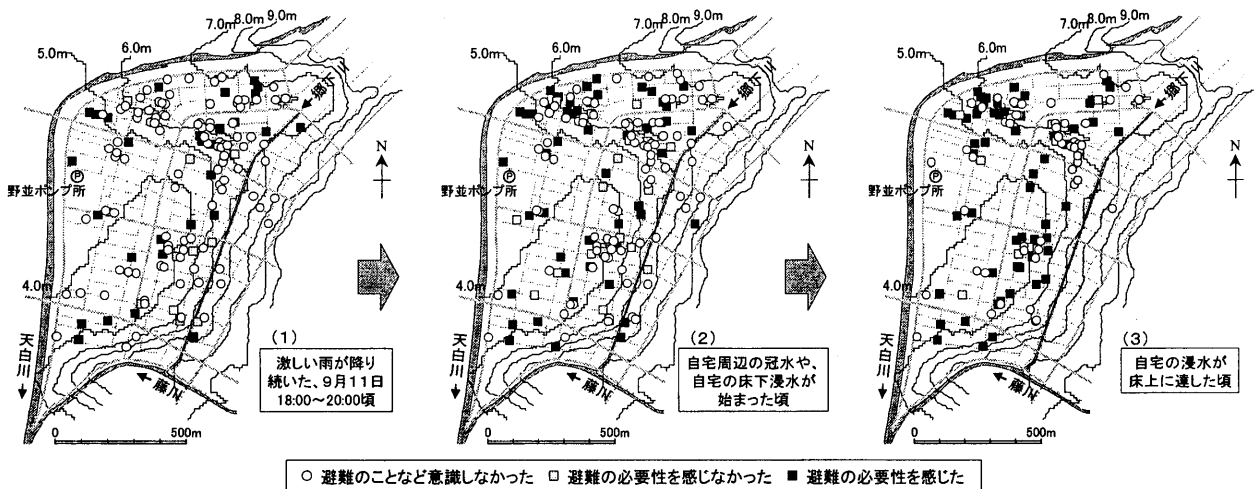 7.0m 8.0m 9.0m
6.0m
5.0m
郷下川
N
野並ポンプ所
P
4.0m
天白川
藤川
0 500m
(1)
激しい雨が降り
続いた、9月11日
18:00~20:00頃
7.0m 8.0m 9.0m
6.0m
5.0m
郷下川
N
野並ポンプ所
P
4.0m
天白川
藤川
0 500m
(2)
自宅周辺の冠水や、
自宅の床下浸水が
始まった頃
7.0m 8.0m 9.0m
6.0m
5.0m
郷下川
N
野並ポンプ所
P
4.0m
天白川
藤川
0 500m
(3)
自宅の浸水が
床上に達した頃
○ 避難のことなど意識しなかった □ 避難の必要性を感じなかった ■ 避難の必要性を感じた